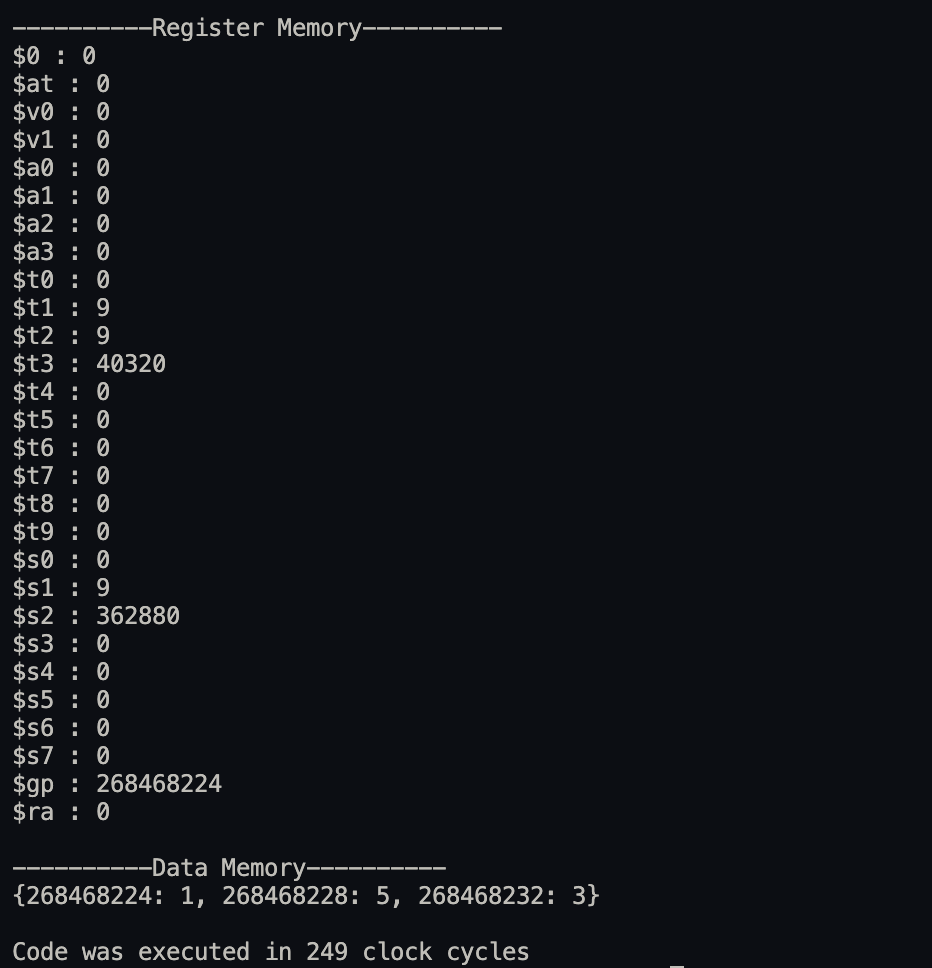 ----------Register Memory----------
$0 : 0
$at : 0
$v0 : 0
$v1 : 0
$a0 : 0
$a1 : 0
$a2 : 0
$a3 : 0
$t0 : 0
$t1 : 9
$t2 : 9
$t3 : 40320
$t4 : 0
$t5 : 0
$t6 : 0
$t7 : 0
$t8 : 0
$t9 : 0
$s0 : 0
$s1 : 9
$s2 : 362880
$s3 : 0
$s4 : 0
$s5 : 0
$s6 : 0
$s7 : 0
$gp : 268468224
$ra : 0
----------Data Memory----------
{268468224: 1, 268468228: 5, 268468232: 3}
Code was executed in 249 clock cycles